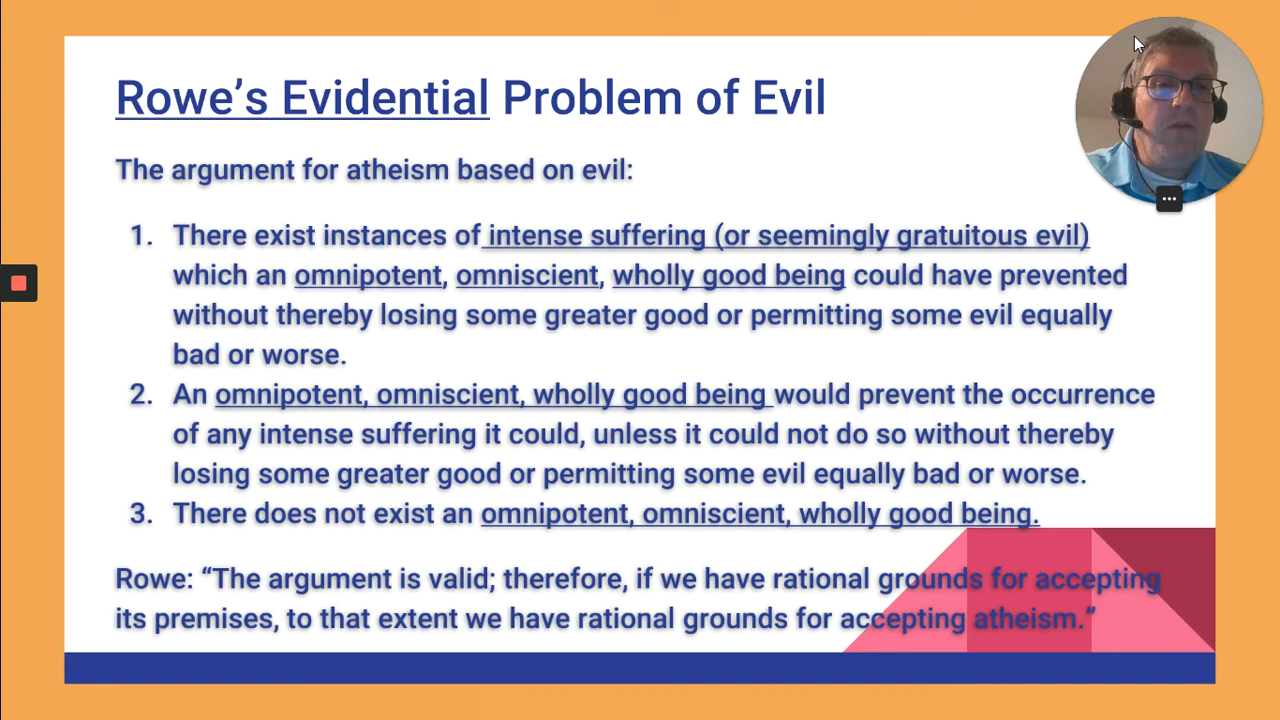 Rowe’s Evidential Problem of Evil
The argument for atheism based on evil:
1. There exist instances of intense suffering (or seemingly gratuitous evil)
which an omnipotent, omniscient, wholly good being could have prevented
without thereby losing some greater good or permitting some evil equally
bad or worse.
2. An omnipotent, omniscient, wholly good being would prevent the occurrence
of any intense suffering it could, unless it could not do so without thereby
losing some greater good or permitting some evil equally bad or worse.
3. There does not exist an omnipotent, omniscient, wholly good being.
Rowe: “The argument is valid; therefore, if we have rational grounds for accepting
its premises, to that extent we have rational grounds for accepting atheism.”